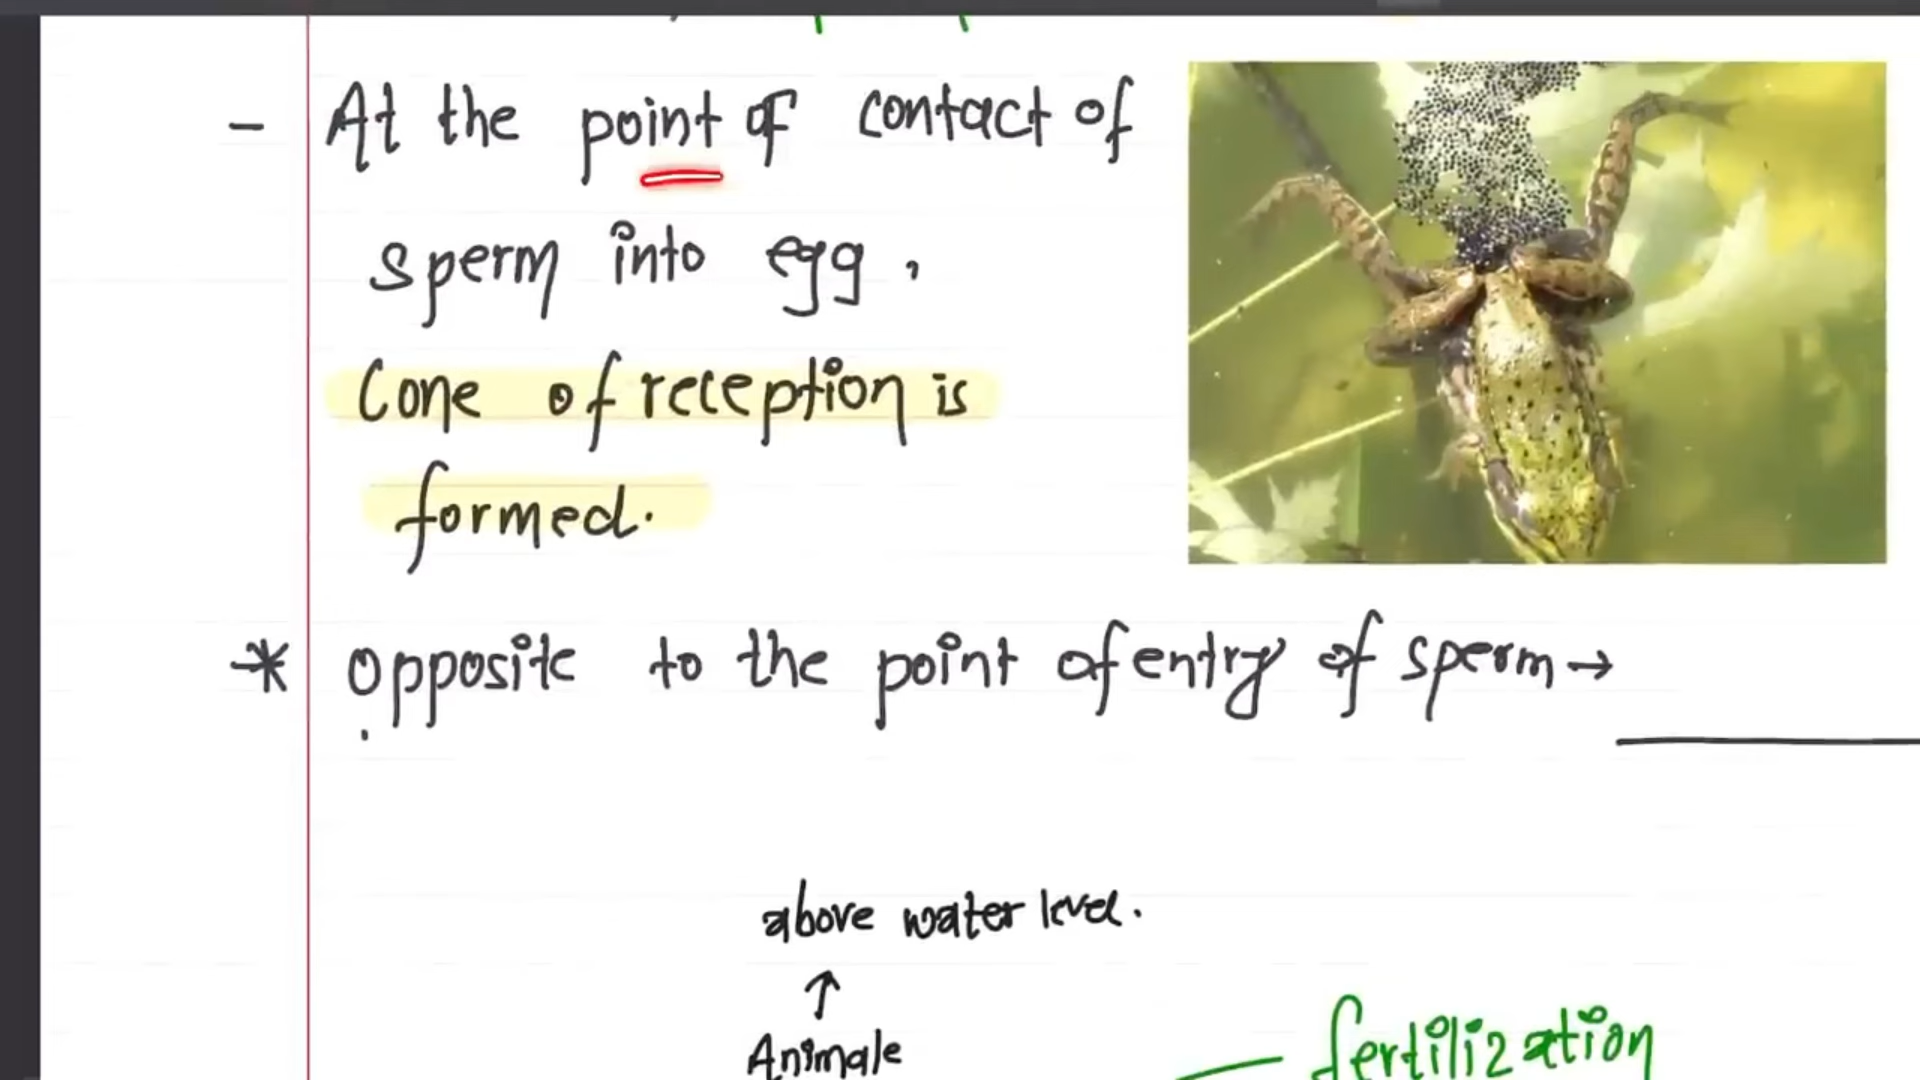 - At the point of contact of
sperm into egg,
Cone of reception is
formed.
* opposite to the point of entry of sperm →
above water level.
↑
Animale
— fertilization